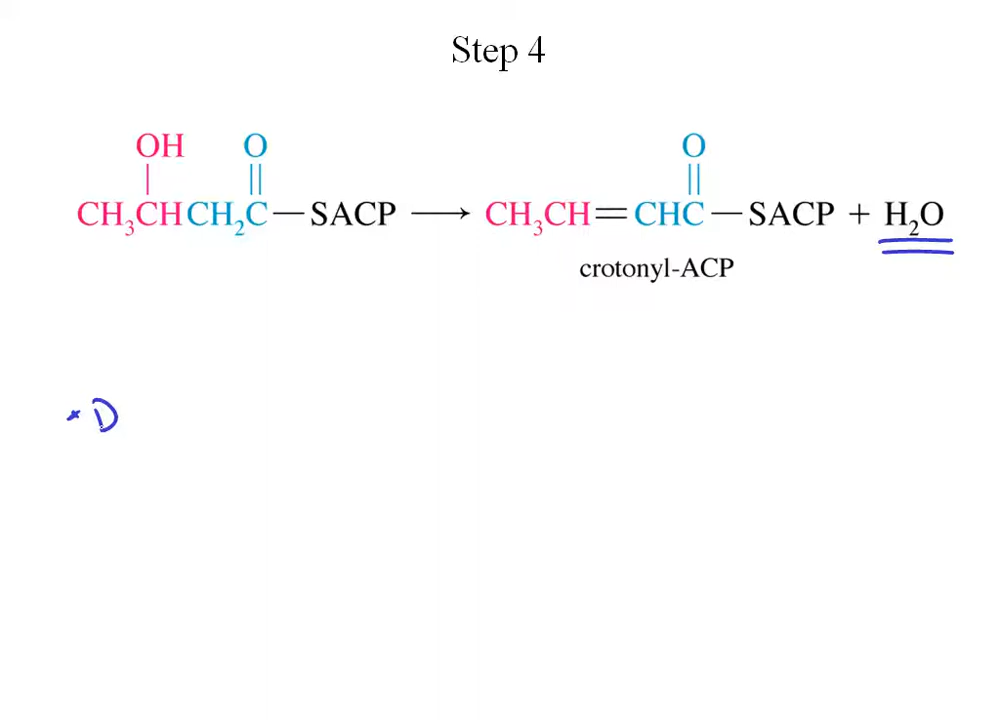 Step 4
OH O O
CH₃CHCH₂C—SACP ⟶ CH₃CH=CHC—SACP + H₂O
crotonyl-ACP
* D